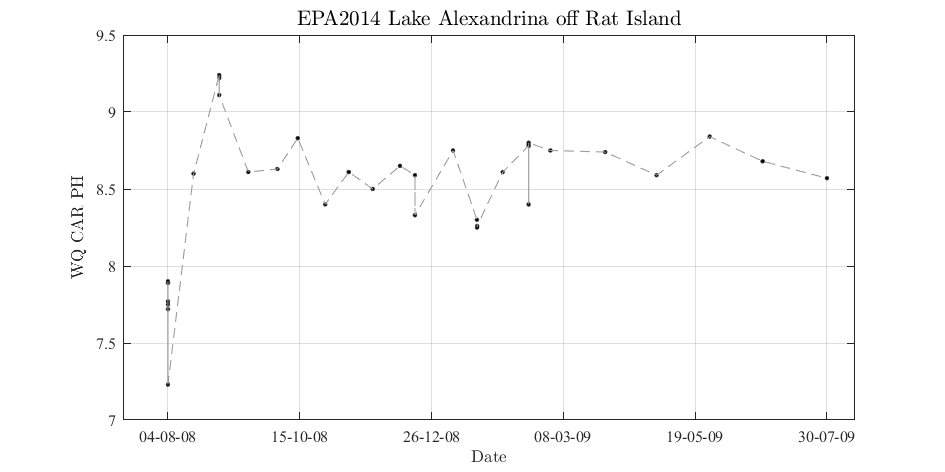 EPA2014 Lake Alexandrina off Rat Island
9.5
9
8.5
8
7.5
7
WQ CAR PH
04-08-08 15-10-08 26-12-08 08-03-09 19-05-09 30-07-09
Date